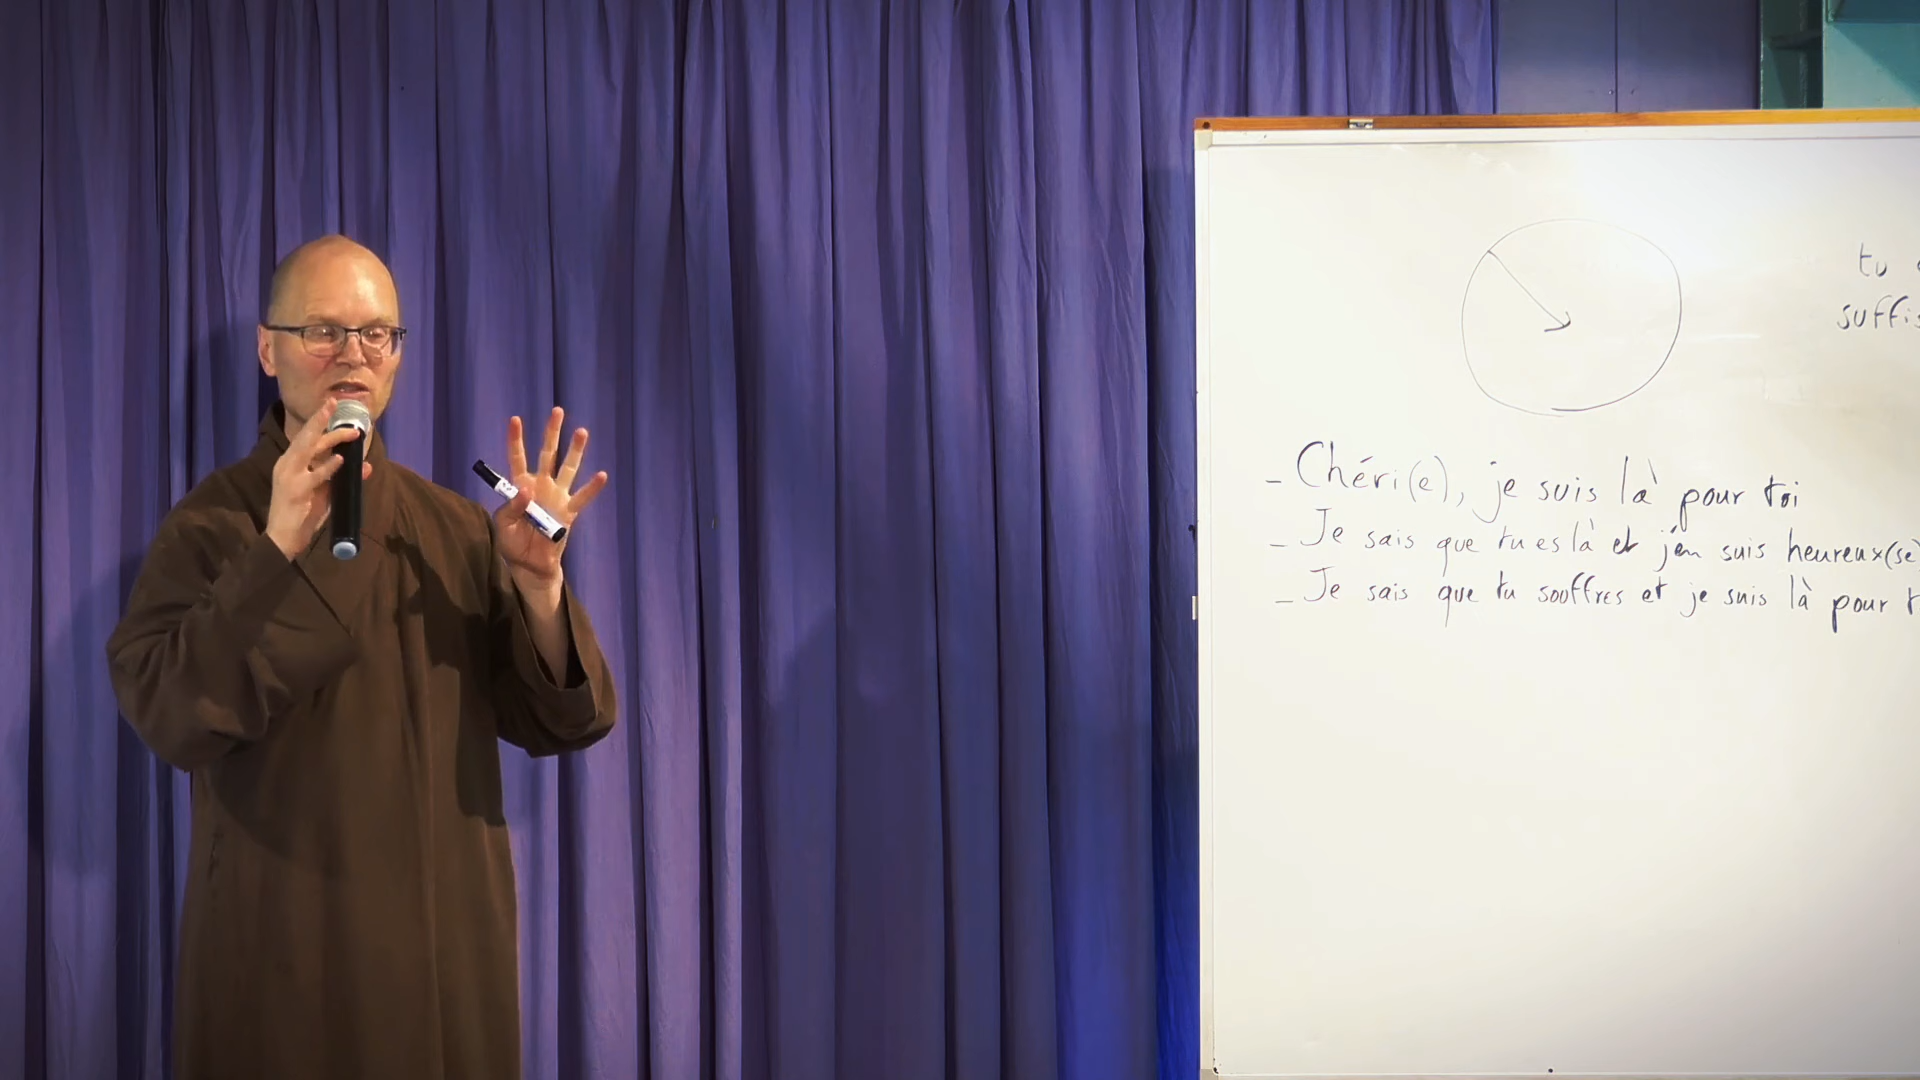 tu
- Chéri(e), je suis là pour toi
- Je sais que tu es là et j'en suis heureux(se)
- Je sais que tu souffres et je suis là pour